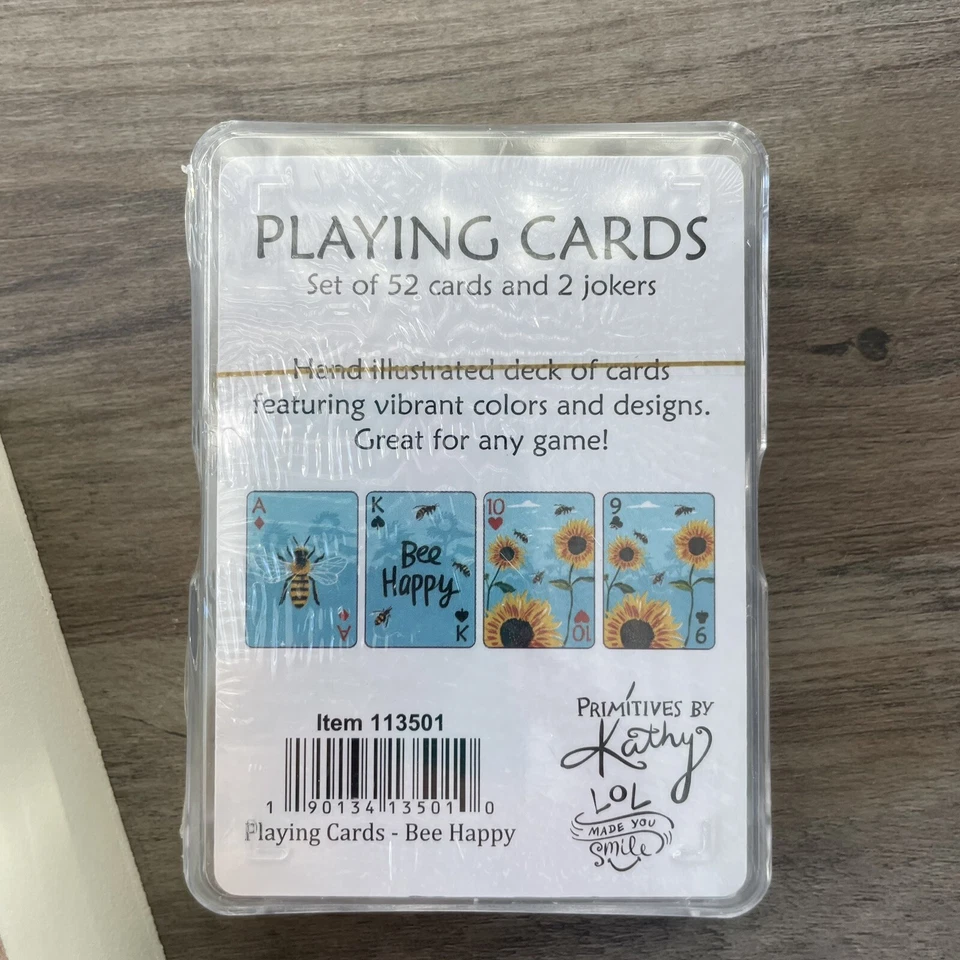 PLAYING CARDS
Set of 52 cards and 2 jokers
Hand illustrated deck of cards
featuring vibrant colors and designs.
Great for any game!
A
A
K
Bee
Happy
K
10
10
9
9
Item 113501
1 90134 13501 0
Playing Cards - Bee Happy
PRIMITIVES BY
Kathy
LOL
MADE YOU
Smile